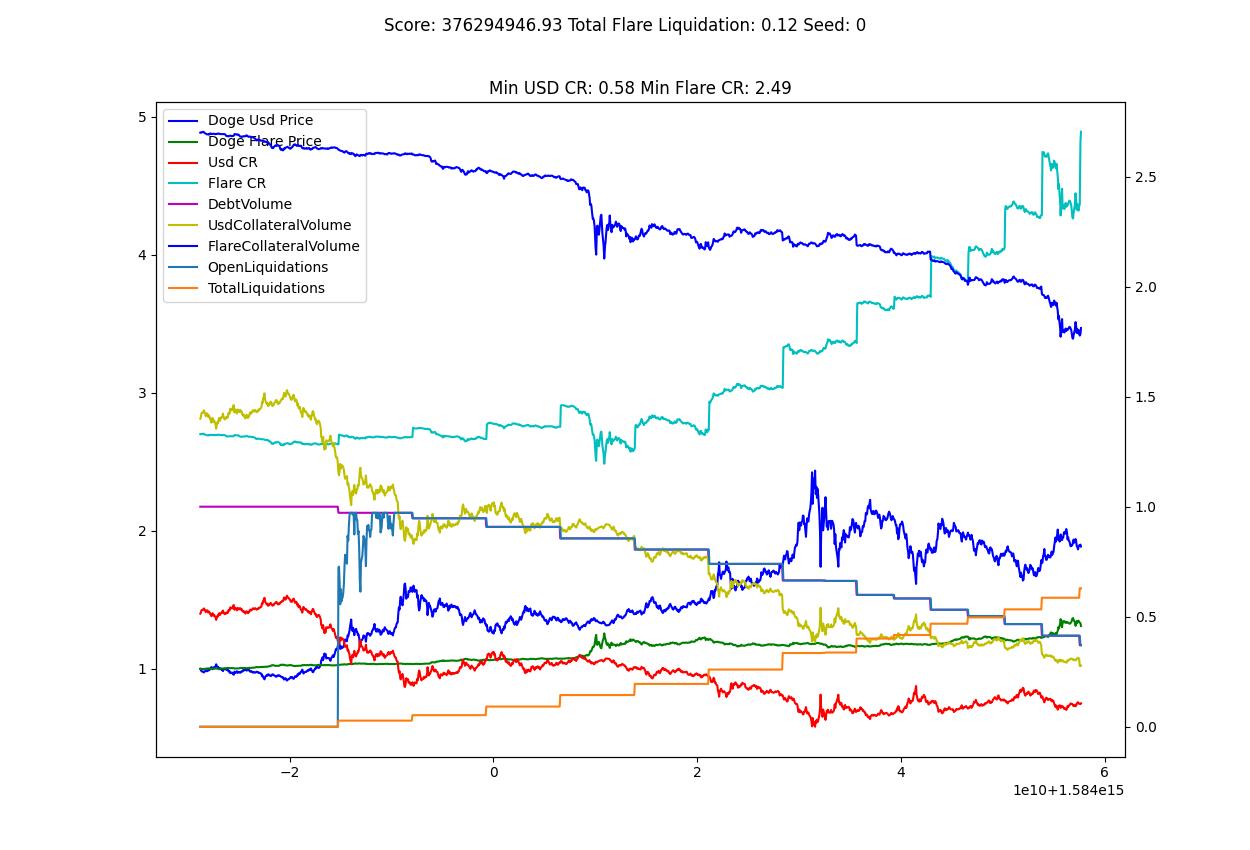 Score: 376294946.93 Total Flare Liquidation: 0.12 Seed: 0
Min USD CR: 0.58 Min Flare CR: 2.49
Doge Usd Price
Doge Flare Price
Usd CR
Flare CR
DebtVolume
UsdCollateralVolume
FlareCollateralVolume
OpenLiquidations
TotalLiquidations
5
4
3
2
1
2.5
2.0
1.5
1.0
0.5
0.0
−2 0 2 4 6
1e10+1.584e15